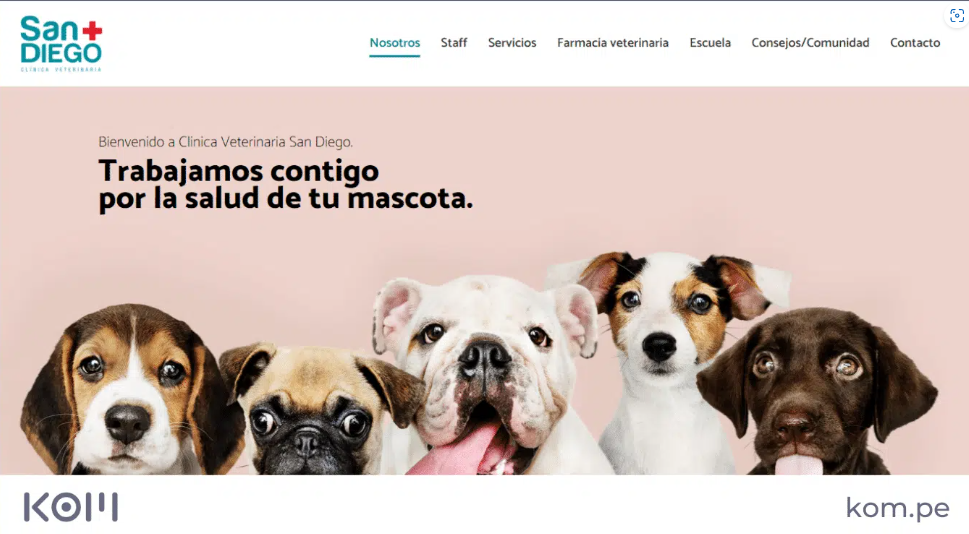 San
DIEGO
CLÍNICA VETERINARIA
Nosotros Staff Servicios Farmacia veterinaria Escuela Consejos/Comunidad Contacto
Bienvenido a Clinica Veterinaria San Diego.
Trabajamos contigo
por la salud de tu mascota.
KOM
kom.pe